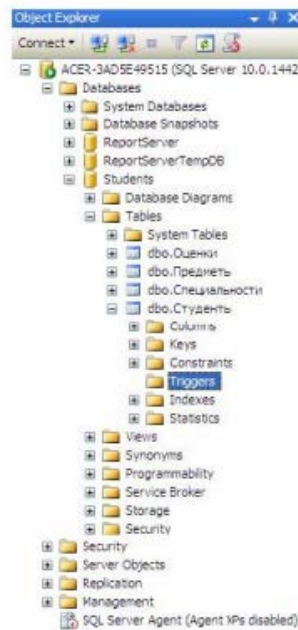 Object Explorer
Connect
ACER-3AD5E49515 (SQL Server 10.0.1442
Databases
System Databases
Database Snapshots
ReportServer
ReportServerTempDB
Students
Database Diagrams
Tables
System Tables
dbo.Оценки
dbo.Предметы
dbo.Специальности
dbo.Студенты
Columns
Keys
Constraints
Triggers
Indexes
Statistics
Views
Synonyms
Programmability
Service Broker
Storage
Security
Security
Server Objects
Replication
Management
SQL Server Agent (Agent XPs disabled)